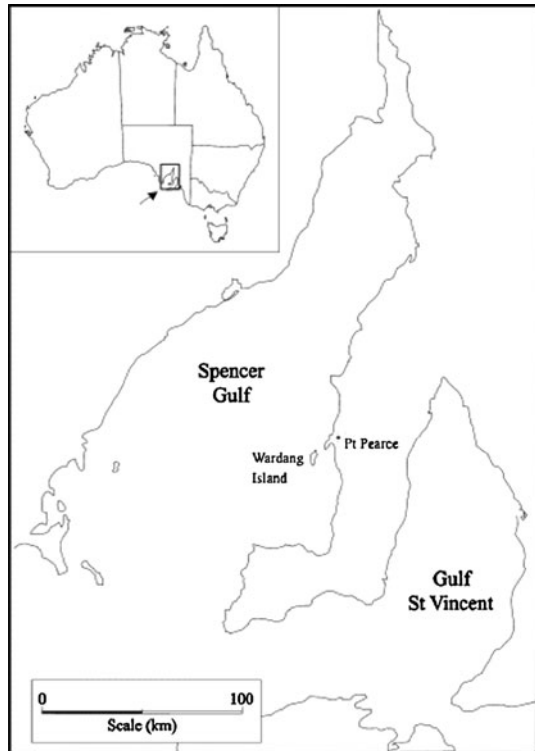 Spencer
Gulf
Pt Pearce
Wardang
Island
Gulf
St Vincent
0 100
Scale (km)